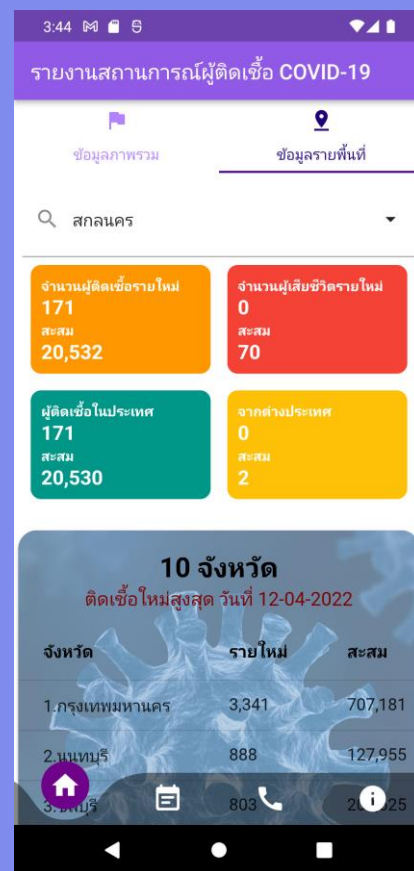 3:44
รายงานสถานการณ์ผู้ติดเชื้อ COVID-19
ข้อมูลภาพรวม
ข้อมูลรายพื้นที่
สกลนคร
จำนวนผู้ติดเชื้อรายใหม่
171
สะสม
20,532
จำนวนผู้เสียชีวิตรายใหม่
0
สะสม
70
ผู้ติดเชื้อในประเทศ
171
สะสม
20,530
จากต่างประเทศ
0
สะสม
2
10 จังหวัด
ติดเชื้อใหม่สูงสุด วันที่ 12-04-2022
จังหวัด รายใหม่ สะสม
1.กรุงเทพมหานคร 3,341 707,181
2.นนทบุรี 888 127,955
3.ชลบุรี 803